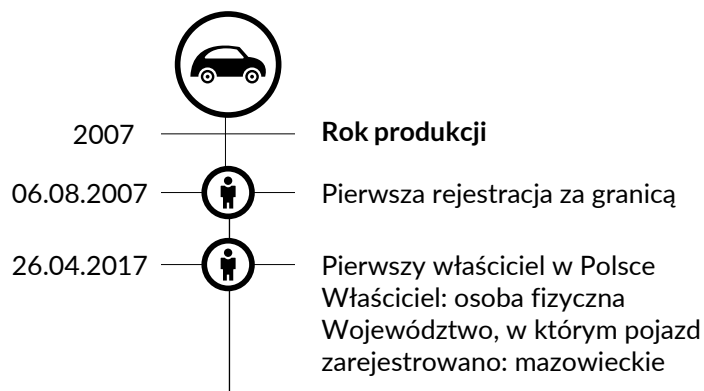 2007 Rok produkcji
06.08.2007 Pierwsza rejestracja za granicą
26.04.2017 Pierwszy właściciel w Polsce
Właściciel: osoba fizyczna
Województwo, w którym pojazd
zarejestrowano: mazowieckie